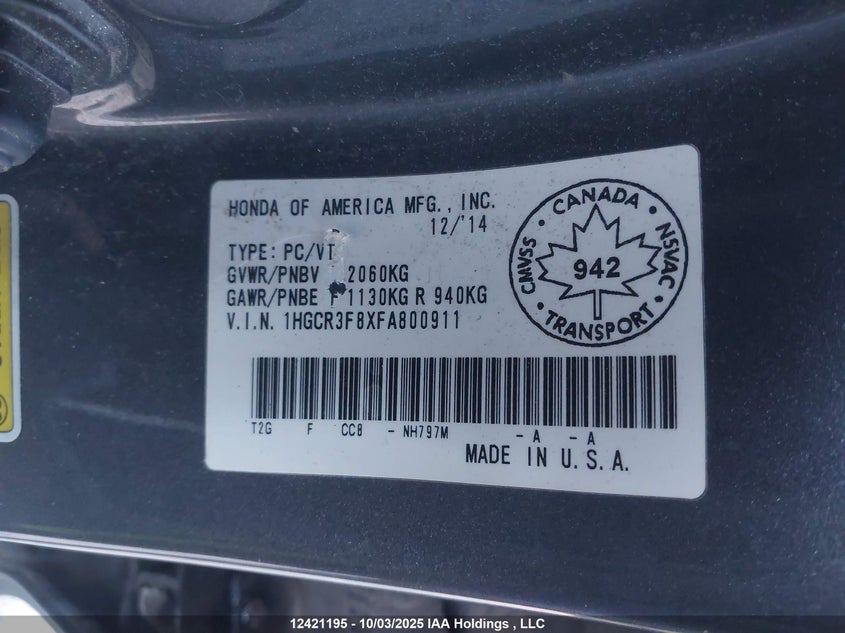 HONDA OF AMERICA MFG., INC.
12/'14
TYPE: PC/VT
GVWR/PNBV 2060KG
GAWR/PNBE F 1130KG R 940KG
V.I.N. 1HGCR3F8XFA800911
CANADA
CMVSS
942
NSVAC
TRANSPORT
T2G F CC8 - NH797M - A - A
MADE IN U.S.A.
12421195 - 10/03/2025 IAA Holdings , LLC